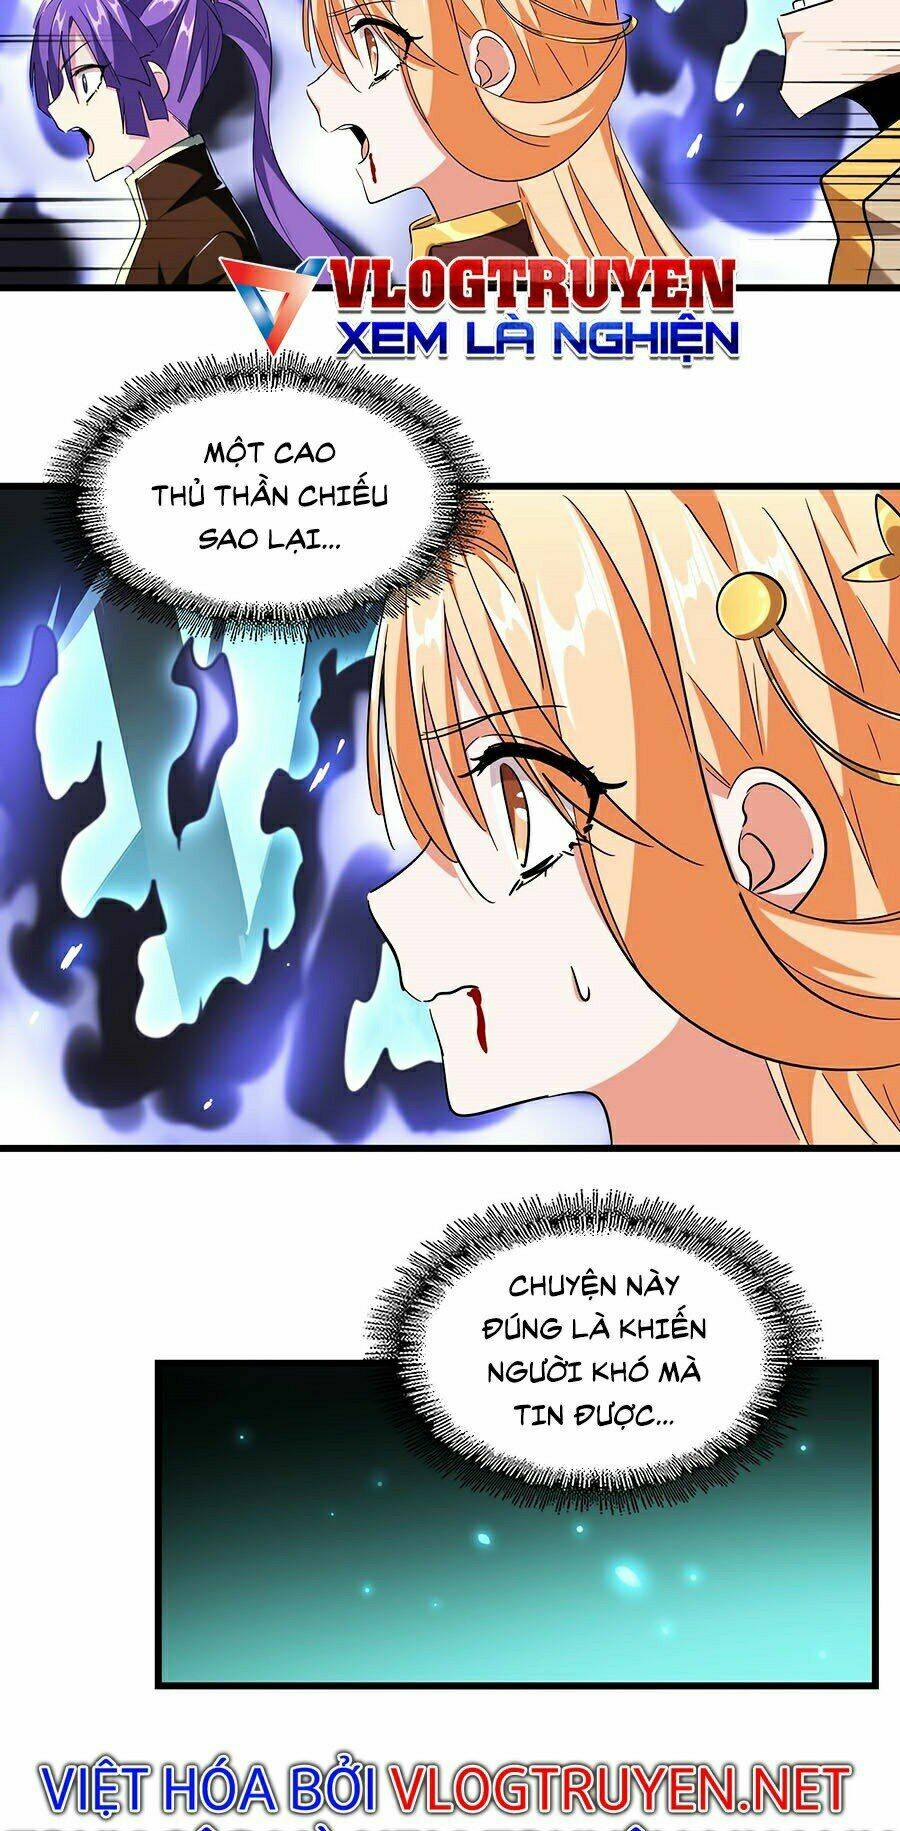 VLOGTRUYEN
XEM LÀ NGHIỆN
MỘT CAO
THỦ THẦN CHIẾU
SAO LẠI...
CHUYỆN NÀY
ĐÚNG LÀ KHIẾN
NGƯỜI KHÓ MÀ
TIN ĐƯỢC...
VIỆT HÓA BỞI VLOGTRUYEN.NET